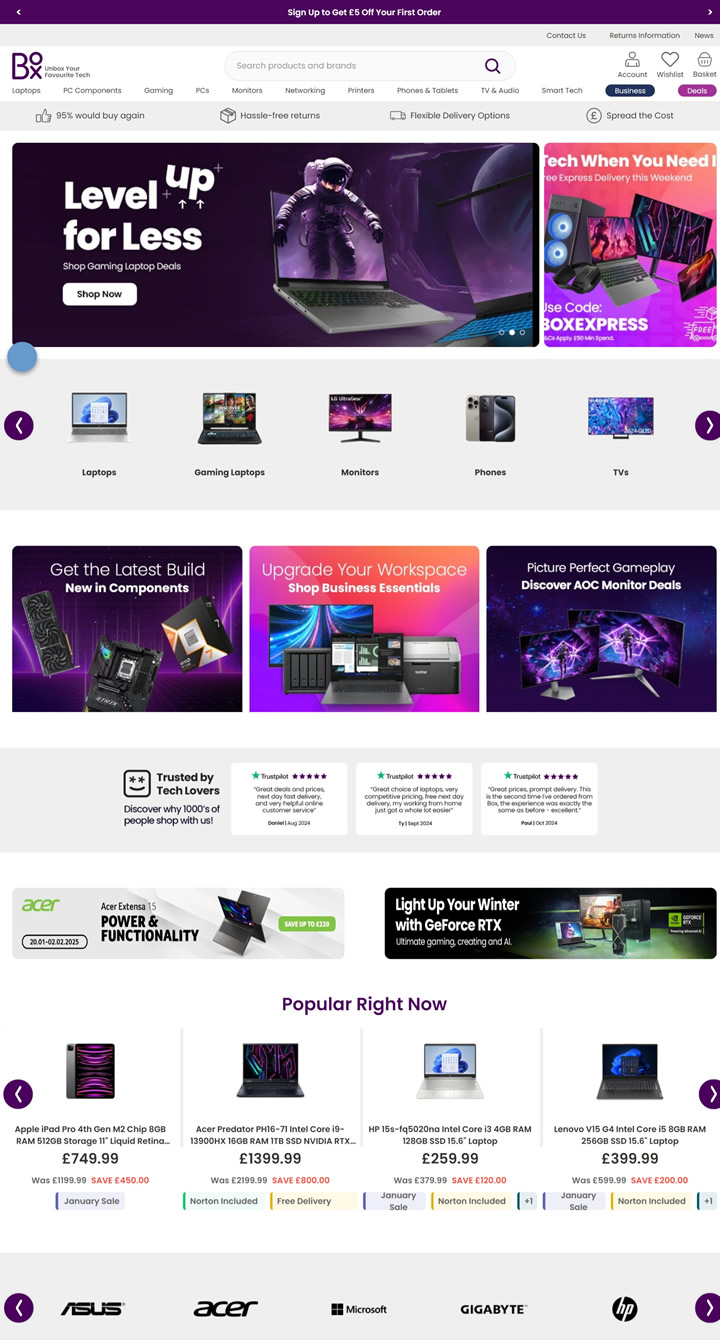 Sign Up to Get £5 Off Your First Order
Contact Us Returns Information News
BOX Unbox Your
Favourite Tech
Search products and brands
Account Wishlist Basket
Laptops PC Components Gaming PCs Monitors Networking Printers Phones & Tablets TV & Audio Smart Tech Business Deals
95% would buy again Hassle-free returns Flexible Delivery Options £ Spread the Cost
Level up
for Less
Shop Gaming Laptop Deals
Shop Now
Tech When You Need I
ree Express Delivery this Weekend
Use Code:
BOXEXPRESS
&Cs Apply. £50 Min Spend.
FREE
LG UltraGear
Laptops Gaming Laptops Monitors Phones TVs
Get the Latest Build
New in Components
Upgrade Your Workspace
Shop Business Essentials
Picture Perfect Gameplay
Discover AOC Monitor Deals
Trusted by
Tech Lovers
Discover why 1000's of
people shop with us!
Trustpilot
"Great deals and prices,
next day fast delivery,
and very helpful online
customer service"
Daniel | Aug 2024
Trustpilot
"Great choice of laptops, very
competitive pricing, free next day
delivery, my working from home
just got a whole lot easier"
Ty | Sept 2024
Trustpilot
"Great prices, prompt delivery. This
is the second time I've ordered from
Box, the experience was exactly the
same as before - excellent."
Paul | Oct 2024
acer
20.01-02.02.2025
Acer Extensa 15
POWER &
FUNCTIONALITY
SAVE UP TO £220
Light Up Your Winter
with GeForce RTX
Ultimate gaming, creating and AI.
GEFORCE
RTX
Powering Advanced AI
Popular Right Now
Apple iPad Pro 4th Gen M2 Chip 8GB
RAM 512GB Storage 11" Liquid Retina...
£749.99
Was £1199.99 SAVE £450.00
January Sale
Acer Predator PH16-71 Intel Core i9-
13900HX 16GB RAM 1TB SSD NVIDIA RTX...
£1399.99
Was £2199.99 SAVE £800.00
Norton Included Free Delivery
HP 15s-fq5020na Intel Core i3 4GB RAM
128GB SSD 15.6" Laptop
£259.99
Was £379.99 SAVE £120.00
January
Sale
Norton Included +1
Lenovo V15 G4 Intel Core i5 8GB RAM
256GB SSD 15.6" Laptop
£399.99
Was £599.99 SAVE £200.00
January
Sale
Norton Included +1
ASUS acer Microsoft GIGABYTE hp